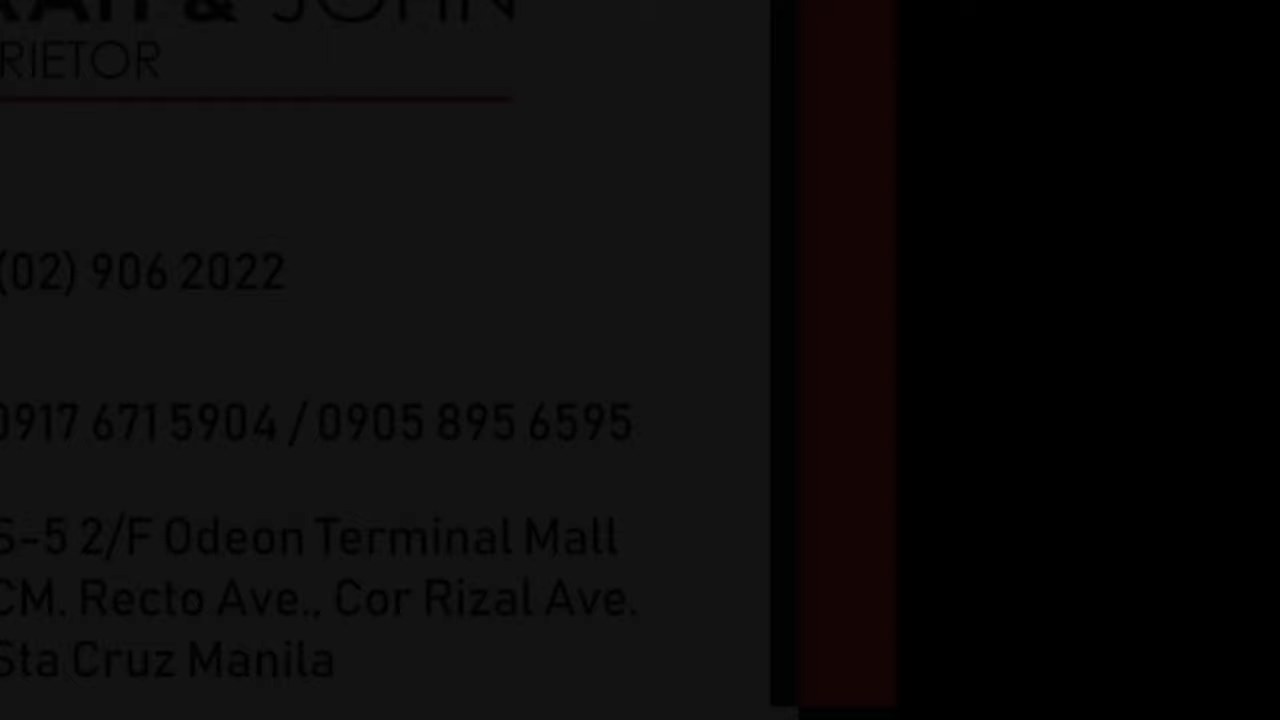 & JOHN
RIETOR
(02) 906 2022
0917 671 5904 / 0905 895 6595
S-5 2/F Odeon Terminal Mall
CM. Recto Ave., Cor Rizal Ave.
Sta Cruz Manila